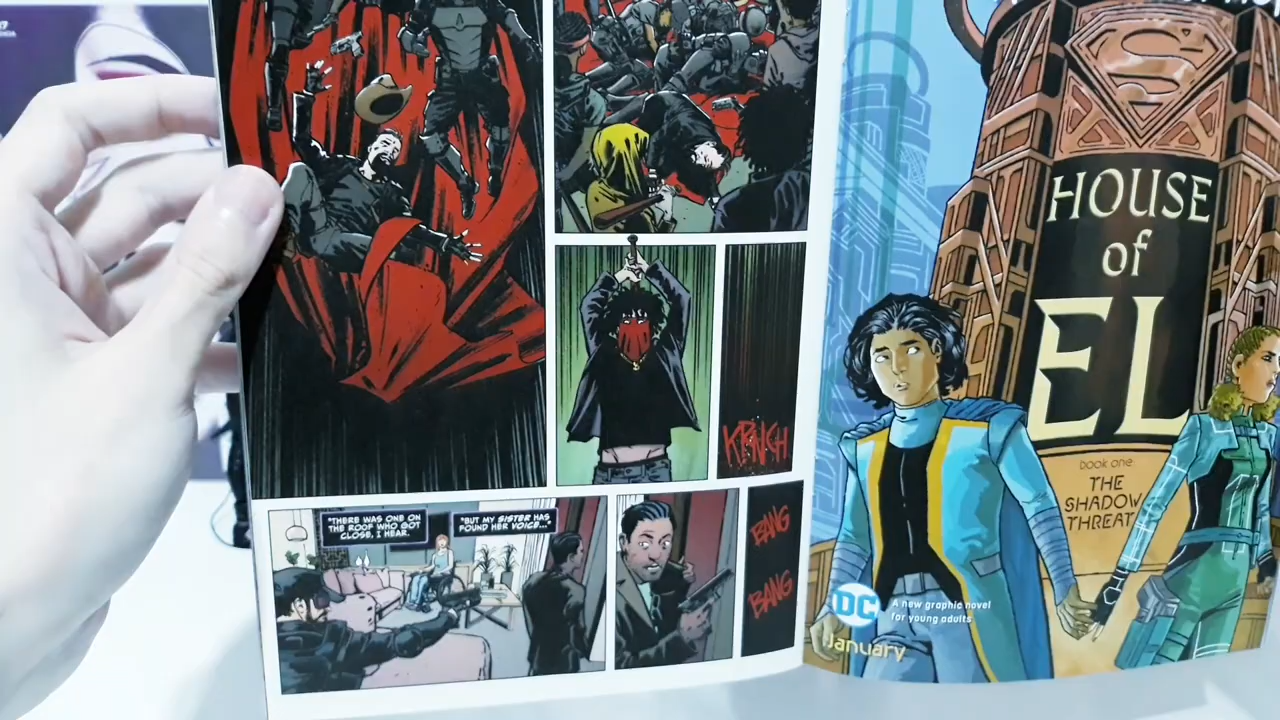 "THERE WAS ONE ON
THE ROOF WHO GOT
CLOSE, I HEAR.
"BUT MY SISTER HAS
FOUND HER VOICE..."
BANG
BANG
HOUSE
of
EL
book one
THE
SHADOW
THREAT
DC
A new graphic novel
for young adults
January